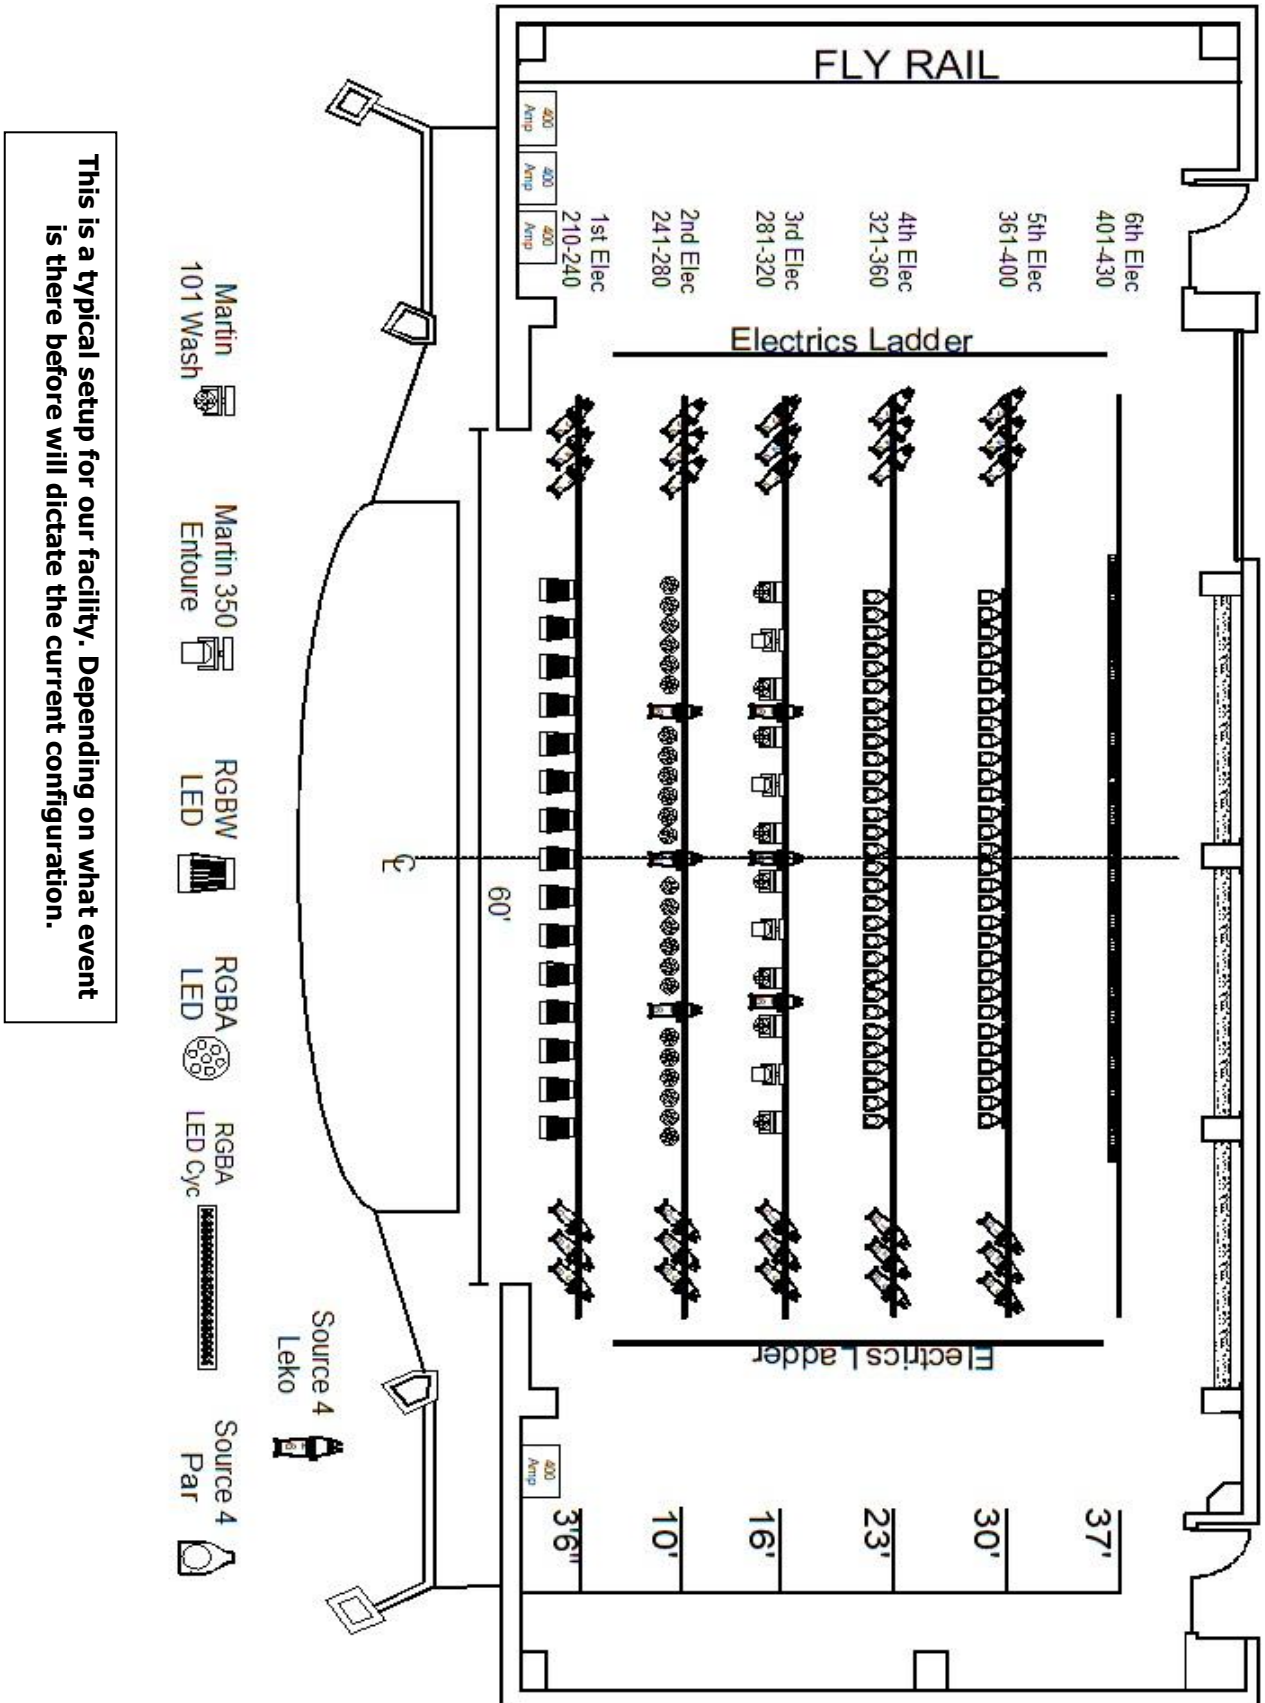 FLY RAIL
400
Amp
400
Amp
400
Amp
1st Elec
210-240
2nd Elec
241-280
3rd Elec
281-320
4th Elec
321-360
5th Elec
361-400
6th Elec
401-430
Electrics Ladder
60'
CL
Electrics Ladder
400
Amp
3'6"
10'
16'
23'
30'
37'
Martin
101 Wash
Martin 350
Entoure
RGBW
LED
RGBA
LED
RGBA
LED Cyc
Source 4
Leko
Source 4
Par
This is a typical setup for our facility. Depending on what event
is there before will dictate the current configuration.